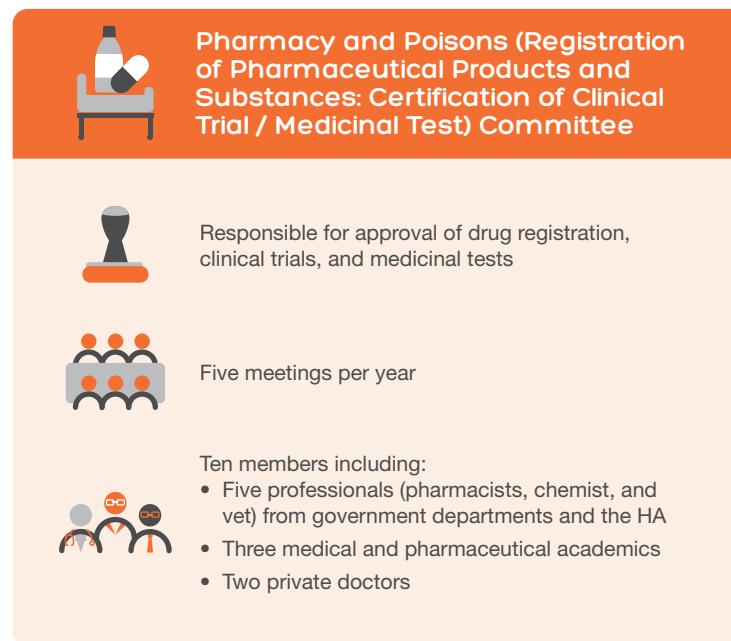 Pharmacy and Poisons (Registration
of Pharmaceutical Products and
Substances: Certification of Clinical
Trial / Medicinal Test) Committee
Responsible for approval of drug registration,
clinical trials, and medicinal tests
Five meetings per year
Ten members including:
• Five professionals (pharmacists, chemist, and
vet) from government departments and the HA
• Three medical and pharmaceutical academics
• Two private doctors